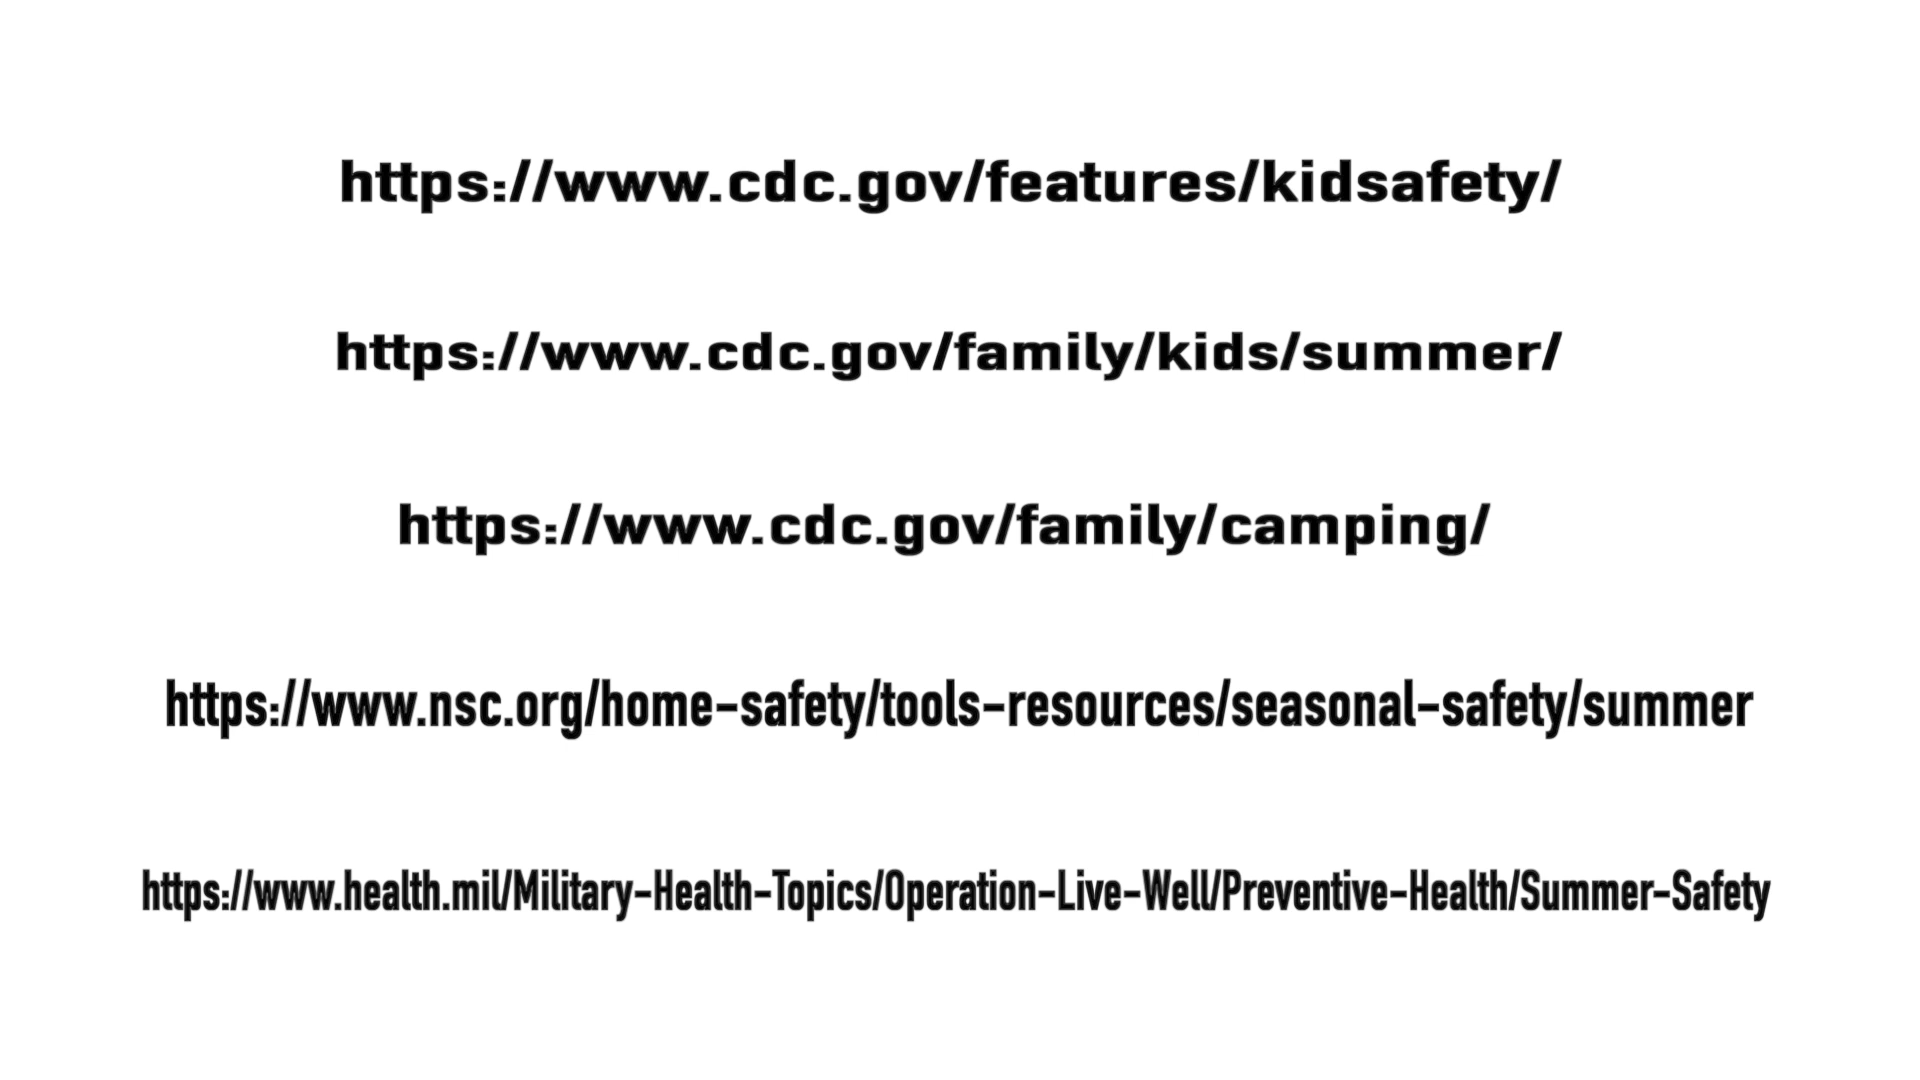 https://www.cdc.gov/features/kidsafety/
https://www.cdc.gov/family/kids/summer/
https://www.cdc.gov/family/camping/
https://www.nsc.org/home-safety/tools-resources/seasonal-safety/summer
https://www.health.mil/Military-Health-Topics/Operation-Live-Well/Preventive-Health/Summer-Safety